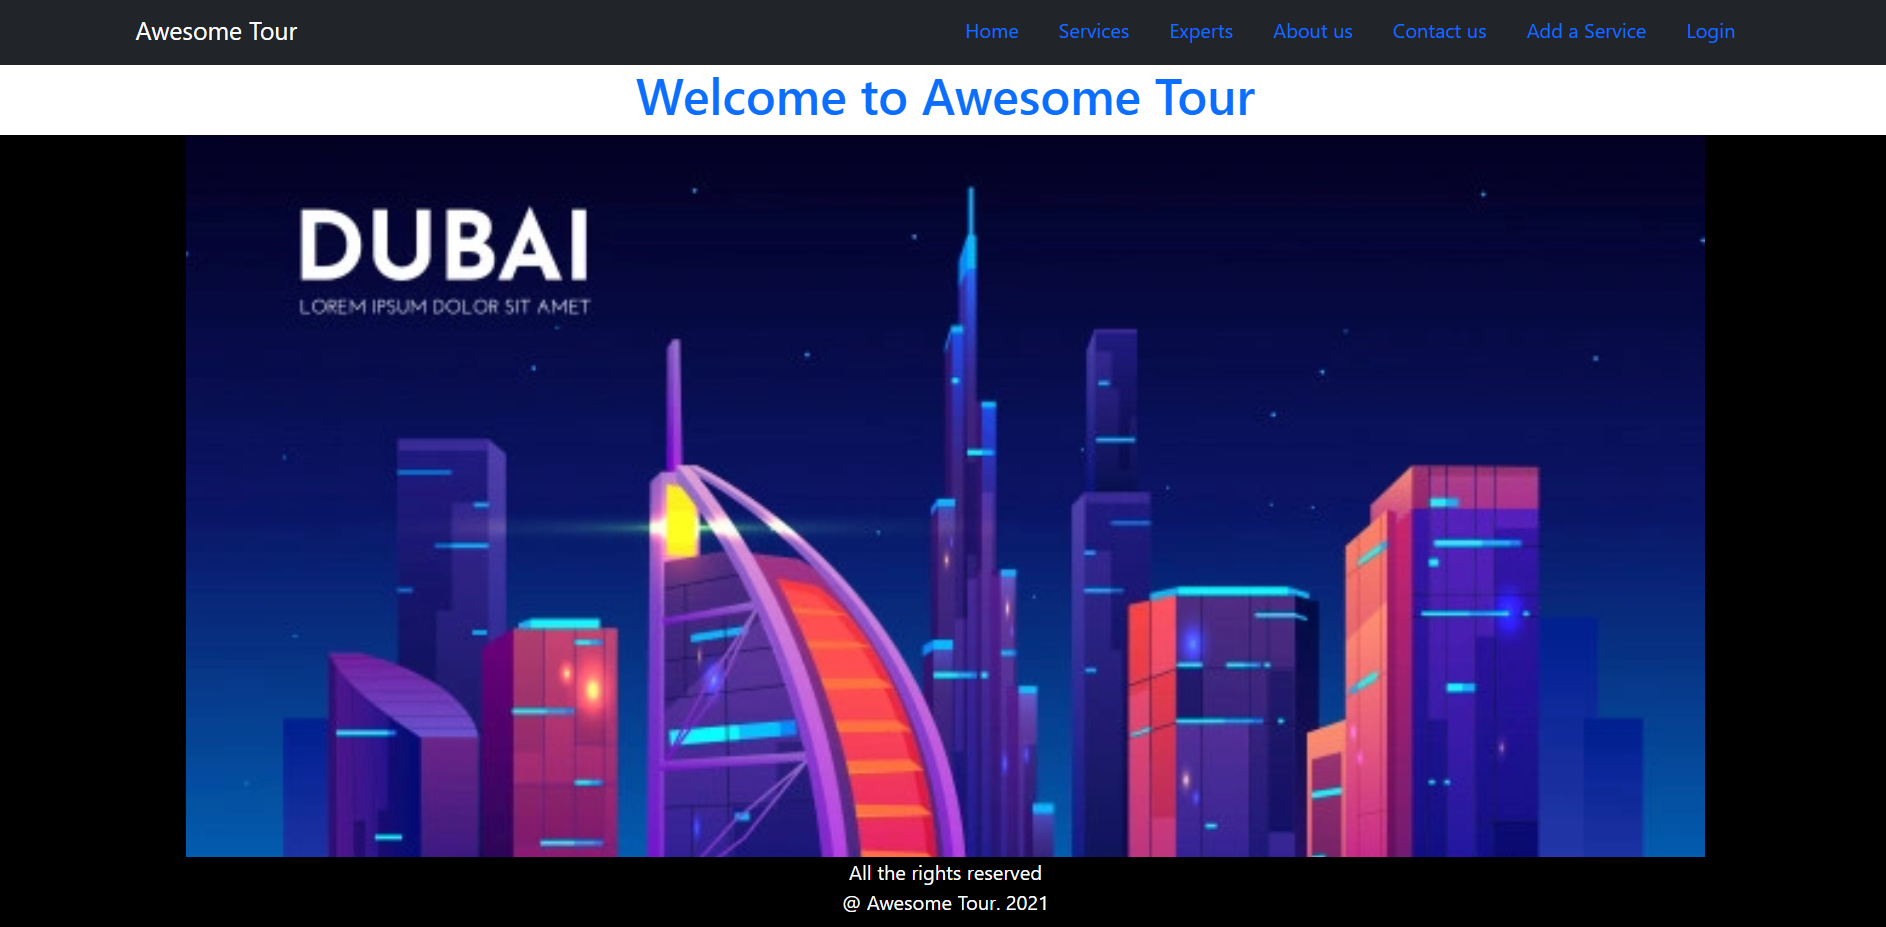 Awesome Tour Home Services Experts About us Contact us Add a Service Login
Welcome to Awesome Tour
DUBAI
LOREM IPSUM DOLOR SIT AMET
All the rights reserved
@ Awesome Tour. 2021